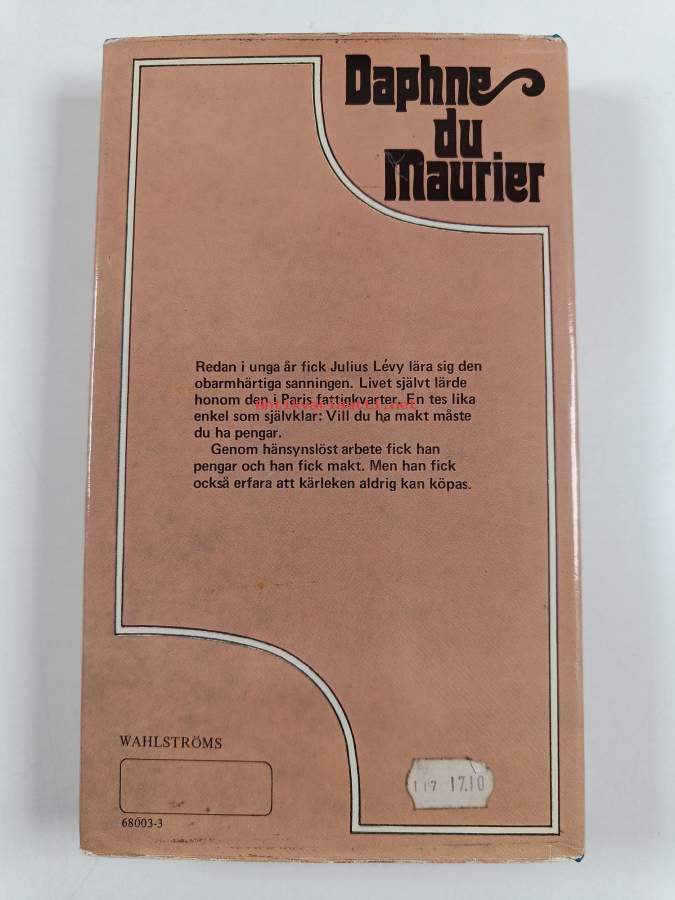 Daphne
du
Maurier
Redan i unga år fick Julius Lévy lära sig den
obarmhärtiga sanningen. Livet självt lärde
honom den i Paris fattigkvarter. En tes lika
enkel som självklar: Vill du ha makt måste
du ha pengar.
Genom hänsynslöst arbete fick han
pengar och han fick makt. Men han fick
också erfara att kärleken aldrig kan köpas.
Antikvariaatti.net
WAHLSTRÖMS
117 17.10
68003-3